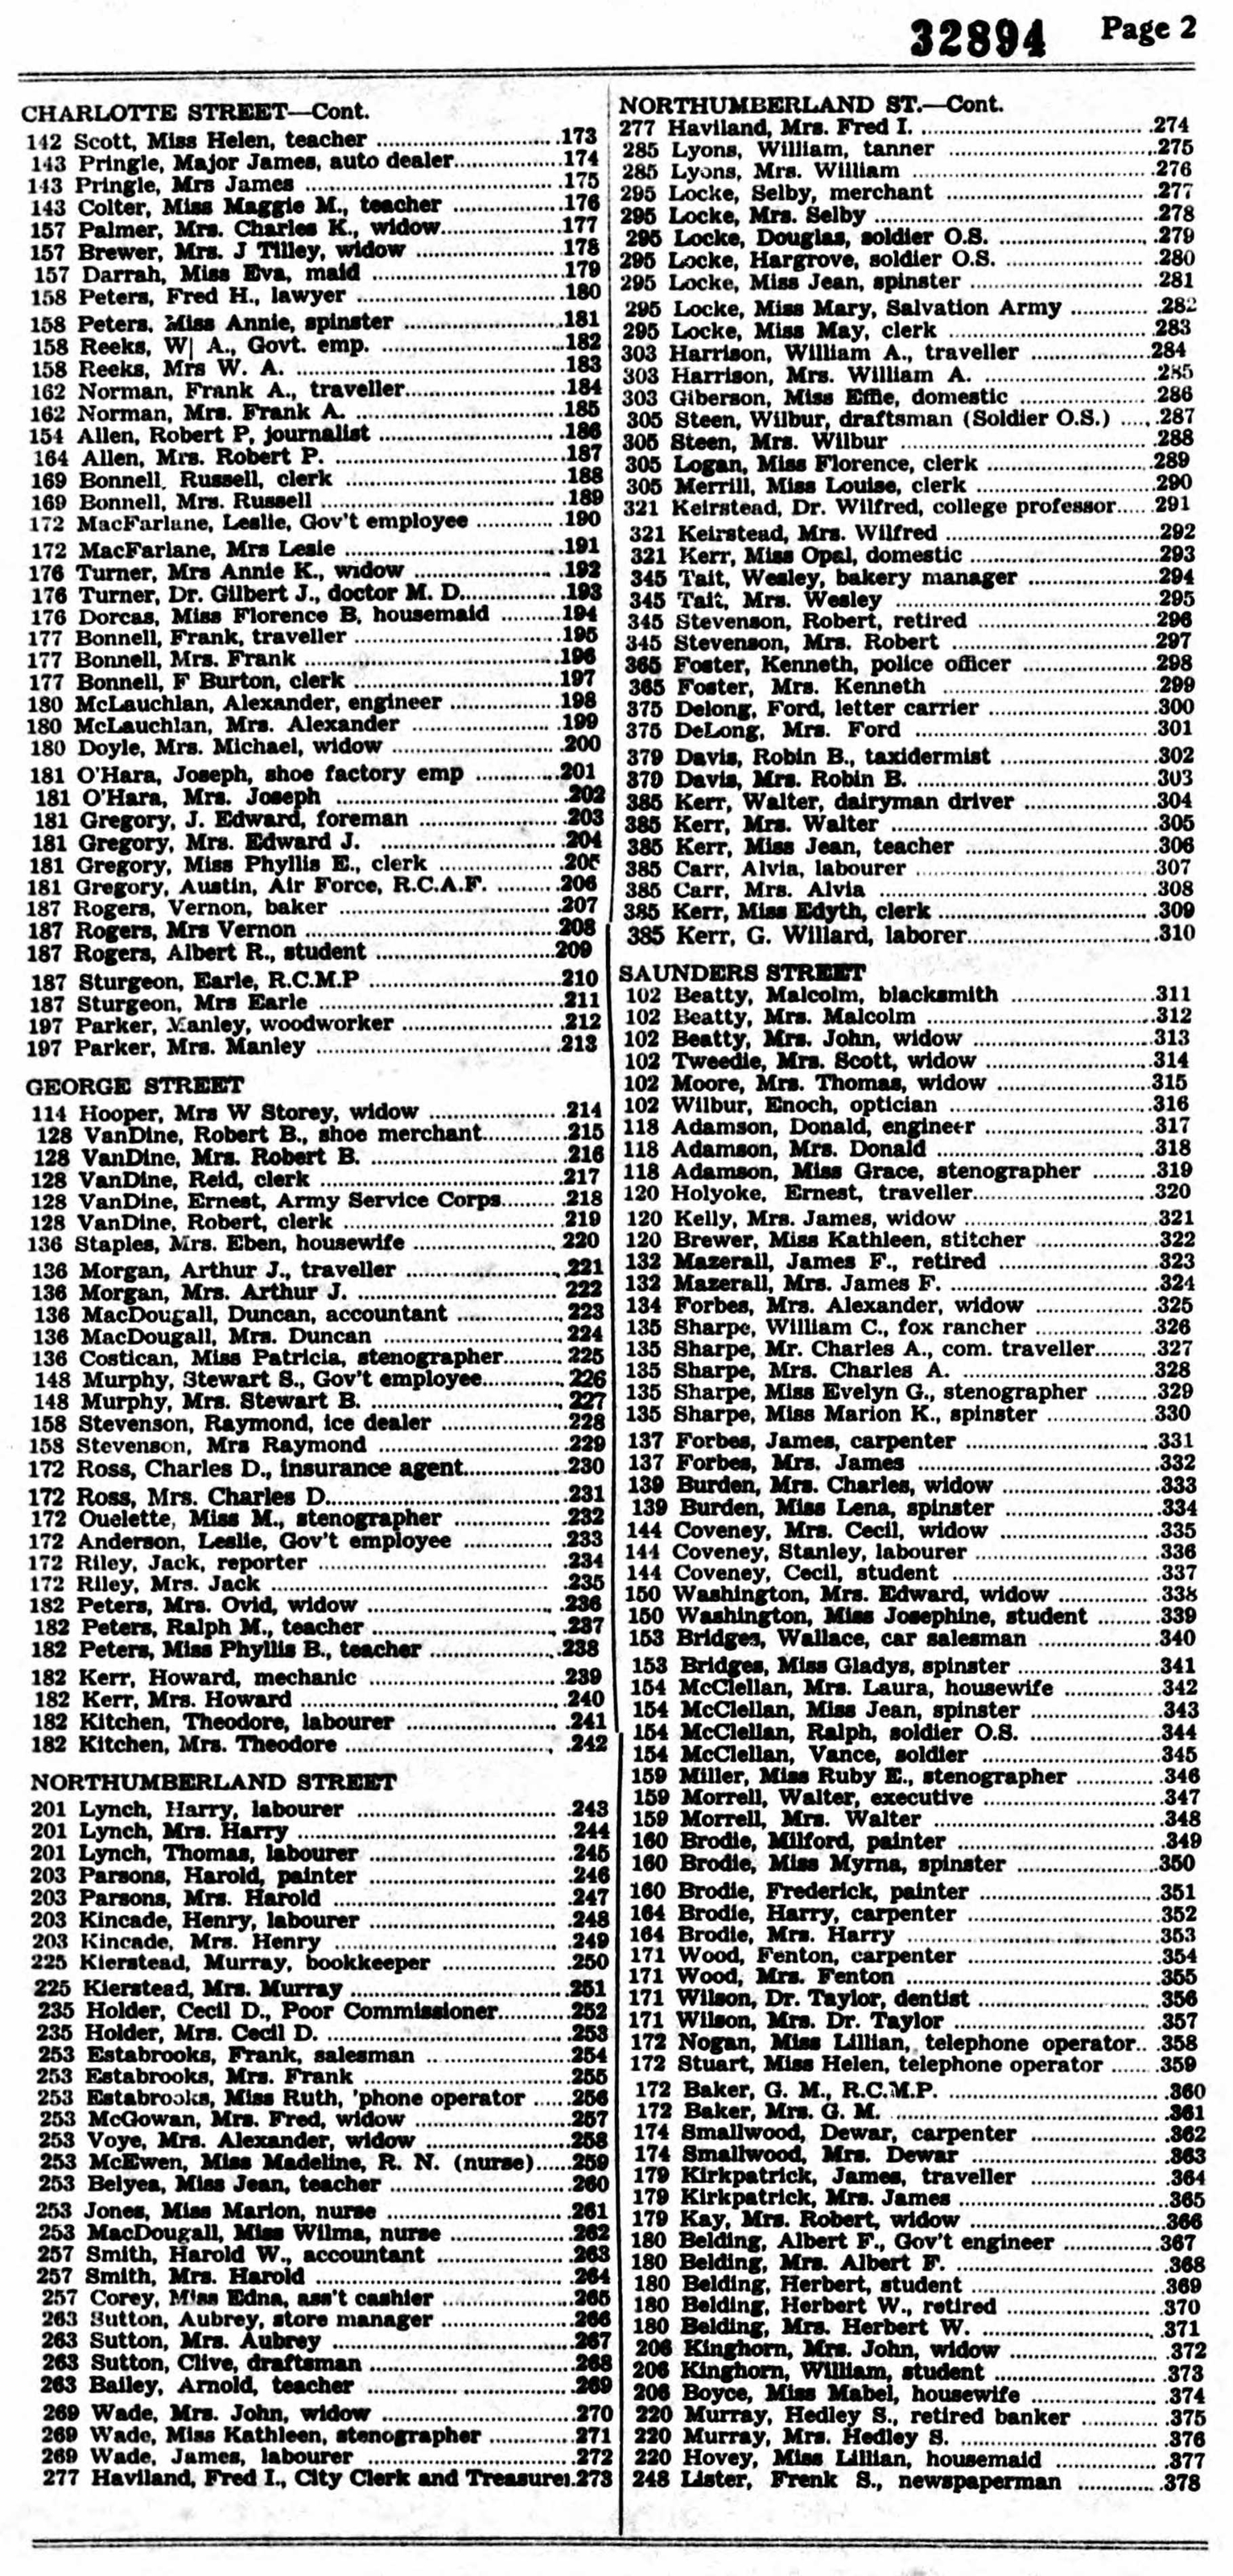 32894 Page 2
CHARLOTTE STREET—Cont.
142 Scott, Miss Helen, teacher ..............................173
143 Pringle, Major James, auto dealer..................174
143 Pringle, Mrs James ..........................................175
143 Colter, Miss Maggie M., teacher ..................176
157 Palmer, Mrs. Charles K., widow....................177
157 Brewer, Mrs. J Tilley, widow ........................178
157 Darrah, Miss Eva, maid ................................179
158 Peters, Fred H., lawyer ..................................180
158 Peters. Miss Annie, spinster ..........................181
158 Reeks, W| A., Govt. emp. ..............................182
158 Reeks, Mrs W. A. ............................................183
162 Norman, Frank A., traveller..........................184
162 Norman, Mrs. Frank A. ..................................185
154 Allen, Robert P, journalist ............................186
164 Allen, Mrs. Robert P. ......................................187
169 Bonnell, Russell, clerk ....................................188
169 Bonnell, Mrs. Russell ......................................189
172 MacFarlane, Leslie, Gov't employee ..............190
172 MacFarlane, Mrs Lesie ..................................191
176 Turner, Mrs Annie K., widow ........................192
176 Turner, Dr. Gilbert J., doctor M. D...............193
176 Dorcas, Miss Florence B, housemaid ..........194
177 Bonnell, Frank, traveller ................................195
177 Bonnell, Mrs. Frank ........................................196
177 Bonnell, F Burton, clerk ................................197
180 McLauchlan, Alexander, engineer ................198
180 McLauchlan, Mrs. Alexander ........................199
180 Doyle, Mrs. Michael, widow ..........................200
181 O'Hara, Joseph, shoe factory emp ..............201
181 O'Hara, Mrs. Joseph ......................................202
181 Gregory, J. Edward, foreman ........................203
181 Gregory, Mrs. Edward J. ................................204
181 Gregory, Miss Phyllis E., clerk ....................205
181 Gregory, Austin, Air Force, R.C.A.F. ..........206
187 Rogers, Vernon, baker ....................................207
187 Rogers, Mrs Vernon ........................................208
187 Rogers, Albert R., student ............................209
187 Sturgeon, Earle, R.C.M.P ..............................210
187 Sturgeon, Mrs Earle ......................................211
197 Parker, Manley, woodworker ........................212
197 Parker, Mrs. Manley ......................................213
GEORGE STREET
114 Hooper, Mrs W Storey, widow ......................214
128 VanDine, Robert B., shoe merchant..............215
128 VanDine, Mrs. Robert B. ..............................216
128 VanDine, Reid, clerk ......................................217
128 VanDine, Ernest, Army Service Corps..........218
128 VanDine, Robert, clerk ..................................219
136 Staples, Mrs. Eben, housewife ......................220
136 Morgan, Arthur J., traveller ..........................221
136 Morgan, Mrs. Arthur J. ..................................222
136 MacDougall, Duncan, accountant ................223
136 MacDougall, Mrs. Duncan ............................224
136 Costican, Miss Patricia, stenographer..........225
148 Murphy, Stewart S., Gov't employee............226
148 Murphy, Mrs. Stewart B. ..............................227
158 Stevenson, Raymond, ice dealer ....................228
158 Stevenson, Mrs Raymond ..............................229
172 Ross, Charles D., insurance agent................230
172 Ross, Mrs. Charles D......................................231
172 Ouelette, Miss M., stenographer ..................232
172 Anderson, Leslie, Gov't employee ................233
172 Riley, Jack, reporter ......................................234
172 Riley, Mrs. Jack ..............................................235
182 Peters, Mrs. Ovid, widow ..............................236
182 Peters, Ralph M., teacher ..............................237
182 Peters, Miss Phyllis B., teacher ....................238
182 Kerr, Howard, mechanic ................................239
182 Kerr, Mrs. Howard ..........................................240
182 Kitchen, Theodore, labourer ..........................241
182 Kitchen, Mrs. Theodore ..................................242
NORTHUMBERLAND STREET
201 Lynch, Harry, labourer ..................................243
201 Lynch, Mrs. Harry ..........................................244
201 Lynch, Thomas, labourer ................................245
203 Parsons, Harold, painter ................................246
203 Parsons, Mrs. Harold ......................................247
203 Kincade, Henry, labourer ................................248
203 Kincade, Mrs. Henry ......................................249
225 Kierstead, Murray, bookkeeper ....................250
225 Kierstead, Mrs. Murray ..................................251
235 Holder, Cecil D., Poor Commissioner..........252
235 Holder, Mrs. Cecil D. ....................................253
253 Estabrooks, Frank, salesman ........................254
253 Estabrooks, Mrs. Frank ................................255
253 Estabrooks, Miss Ruth, 'phone operator ......256
253 McGowan, Mrs. Fred, widow ........................257
253 Voye, Mrs. Alexander, widow ........................258
253 McEwen, Miss Madeline, R. N. (nurse)......259
253 Belyea, Miss Jean, teacher ............................260
253 Jones, Miss Marion, nurse ............................261
253 MacDougall, Miss Wilma, nurse ..................262
257 Smith, Harold W., accountant ......................263
257 Smith, Mrs. Harold ........................................264
257 Corey, Miss Edna, ass't cashier ....................265
263 Sutton, Aubrey, store manager ......................266
263 Sutton, Mrs. Aubrey ......................................267
263 Sutton, Clive, draftsman ................................268
263 Bailey, Arnold, teacher ..................................269
269 Wade, Mrs. John, widow ................................270
269 Wade, Miss Kathleen, stenographer ............271
269 Wade, James, labourer ....................................272
277 Haviland, Fred I., City Clerk and Treasurer.273
NORTHUMBERLAND ST.—Cont.
277 Haviland, Mrs. Fred I. ....................................274
285 Lyons, William, tanner ..................................275
285 Lyons, Mrs. William ........................................276
295 Locke, Selby, merchant ..................................277
295 Locke, Mrs. Selby ............................................278
295 Locke, Douglas, soldier O.S. ........................279
295 Locke, Hargrove, soldier O.S. ......................280
295 Locke, Miss Jean, spinster ............................281
295 Locke, Miss Mary, Salvation Army ............282
295 Locke, Miss May, clerk ..................................283
303 Harrison, William A., traveller ....................284
303 Harrison, Mrs. William A. ............................285
303 Giberson, Miss Effie, domestic ......................286
305 Steen, Wilbur, draftsman (Soldier O.S.) ......287
305 Steen, Mrs. Wilbur ........................................288
305 Logan, Miss Florence, clerk ..........................289
305 Merrill, Miss Louise, clerk ............................290
321 Keirstead, Dr. Wilfred, college professor......291
321 Keirstead, Mrs. Wilfred ................................292
321 Kerr, Miss Opal, domestic ............................293
345 Tait, Wesley, bakery manager ......................294
345 Tait, Mrs. Wesley ............................................295
345 Stevenson, Robert, retired ............................296
345 Stevenson, Mrs. Robert ..................................297
365 Foster, Kenneth, police officer ......................298
365 Foster, Mrs. Kenneth ....................................299
375 Delong, Ford, letter carrier ..........................300
375 DeLong, Mrs. Ford ........................................301
379 Davis, Robin B., taxidermist ........................302
379 Davis, Mrs. Robin B. ......................................303
385 Kerr, Walter, dairyman driver ....................304
385 Kerr, Mrs. Walter ............................................305
385 Kerr, Miss Jean, teacher ................................306
385 Carr, Alvia, labourer ......................................307
385 Carr, Mrs. Alvia ..............................................308
385 Kerr, Miss Edyth, clerk ..................................309
385 Kerr, G. Willard, laborer................................310
SAUNDERS STREET
102 Beatty, Malcolm, blacksmith ........................311
102 Beatty, Mrs. Malcolm ....................................312
102 Beatty, Mrs. John, widow ..............................313
102 Tweedie, Mrs. Scott, widow ..........................314
102 Moore, Mrs. Thomas, widow ........................315
102 Wilbur, Enoch, optician ................................316
118 Adamson, Donald, engineer ..........................317
118 Adamson, Mrs. Donald ..................................318
118 Adamson, Miss Grace, stenographer ..........319
120 Holyoke, Ernest, traveller..............................320
120 Kelly, Mrs. James, widow ..............................321
120 Brewer, Miss Kathleen, stitcher ....................322
132 Mazerall, James F., retired ............................323
132 Mazerall, Mrs. James F. ................................324
134 Forbes, Mrs. Alexander, widow ....................325
135 Sharpe, William C., fox rancher ....................326
135 Sharpe, Mr. Charles A., com. traveller........327
135 Sharpe, Mrs. Charles A. ................................328
135 Sharpe, Miss Evelyn G., stenographer ........329
135 Sharpe, Miss Marion K., spinster ................330
137 Forbes, James, carpenter ..............................331
137 Forbes, Mrs. James ........................................332
139 Burden, Mrs. Charles, widow ........................333
139 Burden, Miss Lena, spinster ..........................334
144 Coveney, Mrs. Cecil, widow ..........................335
144 Coveney, Stanley, labourer ............................336
144 Coveney, Cecil, student ..................................337
150 Washington, Mrs. Edward, widow ................338
150 Washington, Miss Josephine, student ..........339
153 Bridges, Wallace, car salesman ....................340
153 Bridges, Miss Gladys, spinster ......................341
154 McClellan, Mrs. Laura, housewife ................342
154 McClellan, Miss Jean, spinster ......................343
154 McClellan, Ralph, soldier O.S. ......................344
154 McClellan, Vance, soldier ..............................345
159 Miller, Miss Ruby E., stenographer ..............346
159 Morrell, Walter, executive ..............................347
159 Morrell, Mrs. Walter ......................................348
160 Brodie, Milford, painter ................................349
160 Brodie, Miss Myrna, spinster ........................350
160 Brodie, Frederick, painter ..............................351
164 Brodie, Harry, carpenter ................................352
164 Brodie, Mrs. Harry ........................................353
171 Wood, Fenton, carpenter ................................354
171 Wood, Mrs. Fenton ........................................355
171 Wilson, Dr. Taylor, dentist ............................356
171 Wilson, Mrs. Dr. Taylor ................................357
172 Nogan, Miss Lillian, telephone operator.. .358
172 Stuart, Miss Helen, telephone operator ......359
172 Baker, G. M., R.C.M.P. ..................................360
172 Baker, Mrs. G. M. ..........................................361
174 Smallwood, Dewar, carpenter ......................362
174 Smallwood, Mrs. Dewar ................................363
179 Kirkpatrick, James, traveller ........................364
179 Kirkpatrick, Mrs. James ................................365
179 Kay, Mrs. Robert, widow ................................366
180 Belding, Albert F., Gov't engineer ................367
180 Belding, Mrs. Albert F. ..................................368
180 Belding, Herbert, student ..............................369
180 Belding, Herbert W., retired ........................370
180 Belding, Mrs. Herbert W. ..............................371
206 Kinghorn, Mrs. John, widow ........................372
206 Kinghorn, William, student ..........................373
206 Boyce, Miss Mabel, housewife ......................374
220 Murray, Hedley S., retired banker ..............375
220 Murray, Mrs. Hedley S. ..................................376
220 Hovey, Miss Lillian, housemaid ....................377
248 Lister, Frenk S., newspaperman ..................378